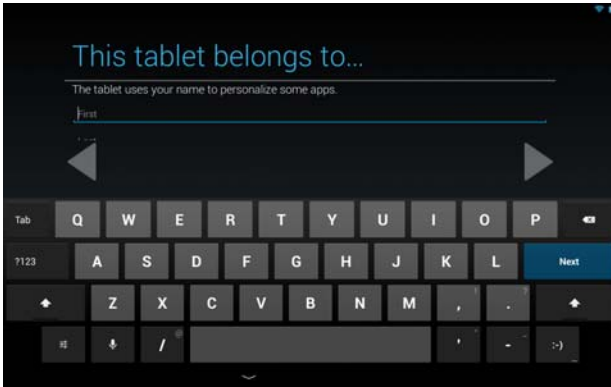 This tablet belongs to...
The tablet uses your name to personalize some apps.
First
Tab Q W E R T Y U I O P
?123 A S D F G H J K L Next
Z X C V B N M , ! . ?
/ @ ' " - _ :-)